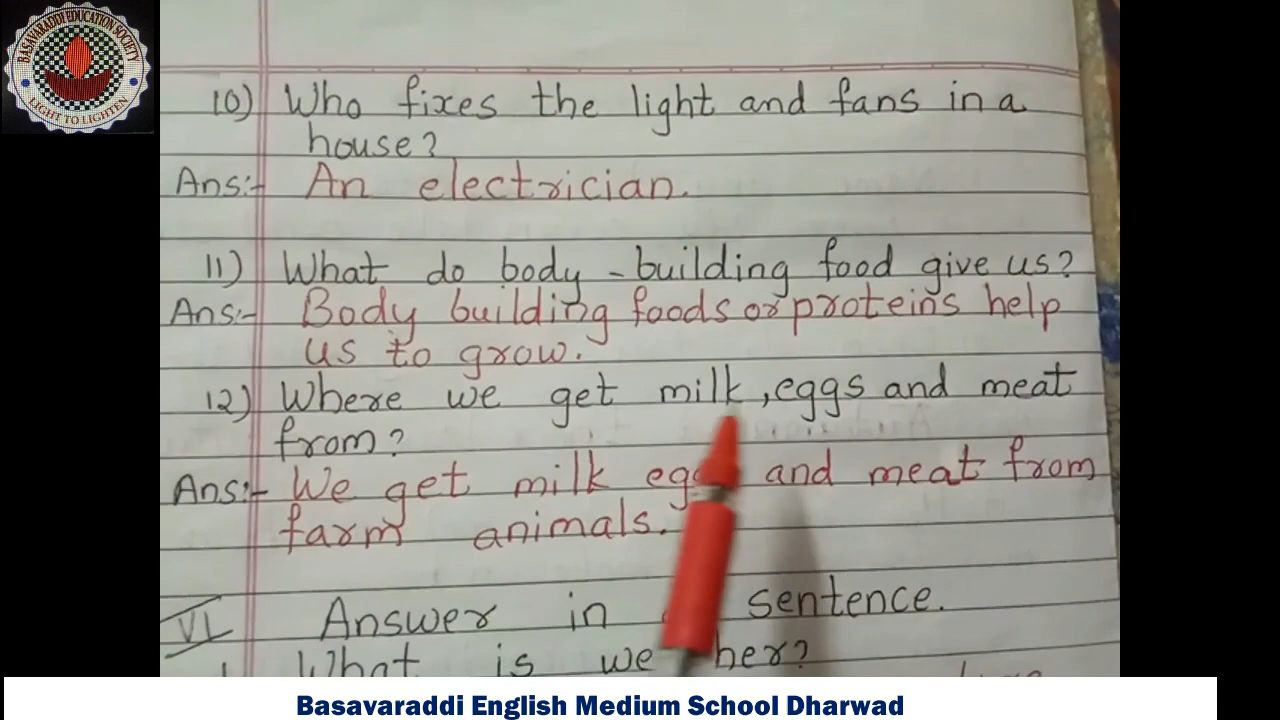 BASAVARADDI EDUCATION SOCIETY
LIGHT TO LIGHTEN
10) Who fixes the light and fans in a
house?
Ans:- An electrician.
11) What do body - building food give us?
Ans:- Body building foods or proteins help
us to grow.
12) Where we get milk, eggs and meat
from?
Ans:- We get milk eggs and meat from
farm animals.
VI Answer in sentence.
1. What is
Basavaraddi English Medium School Dharwad